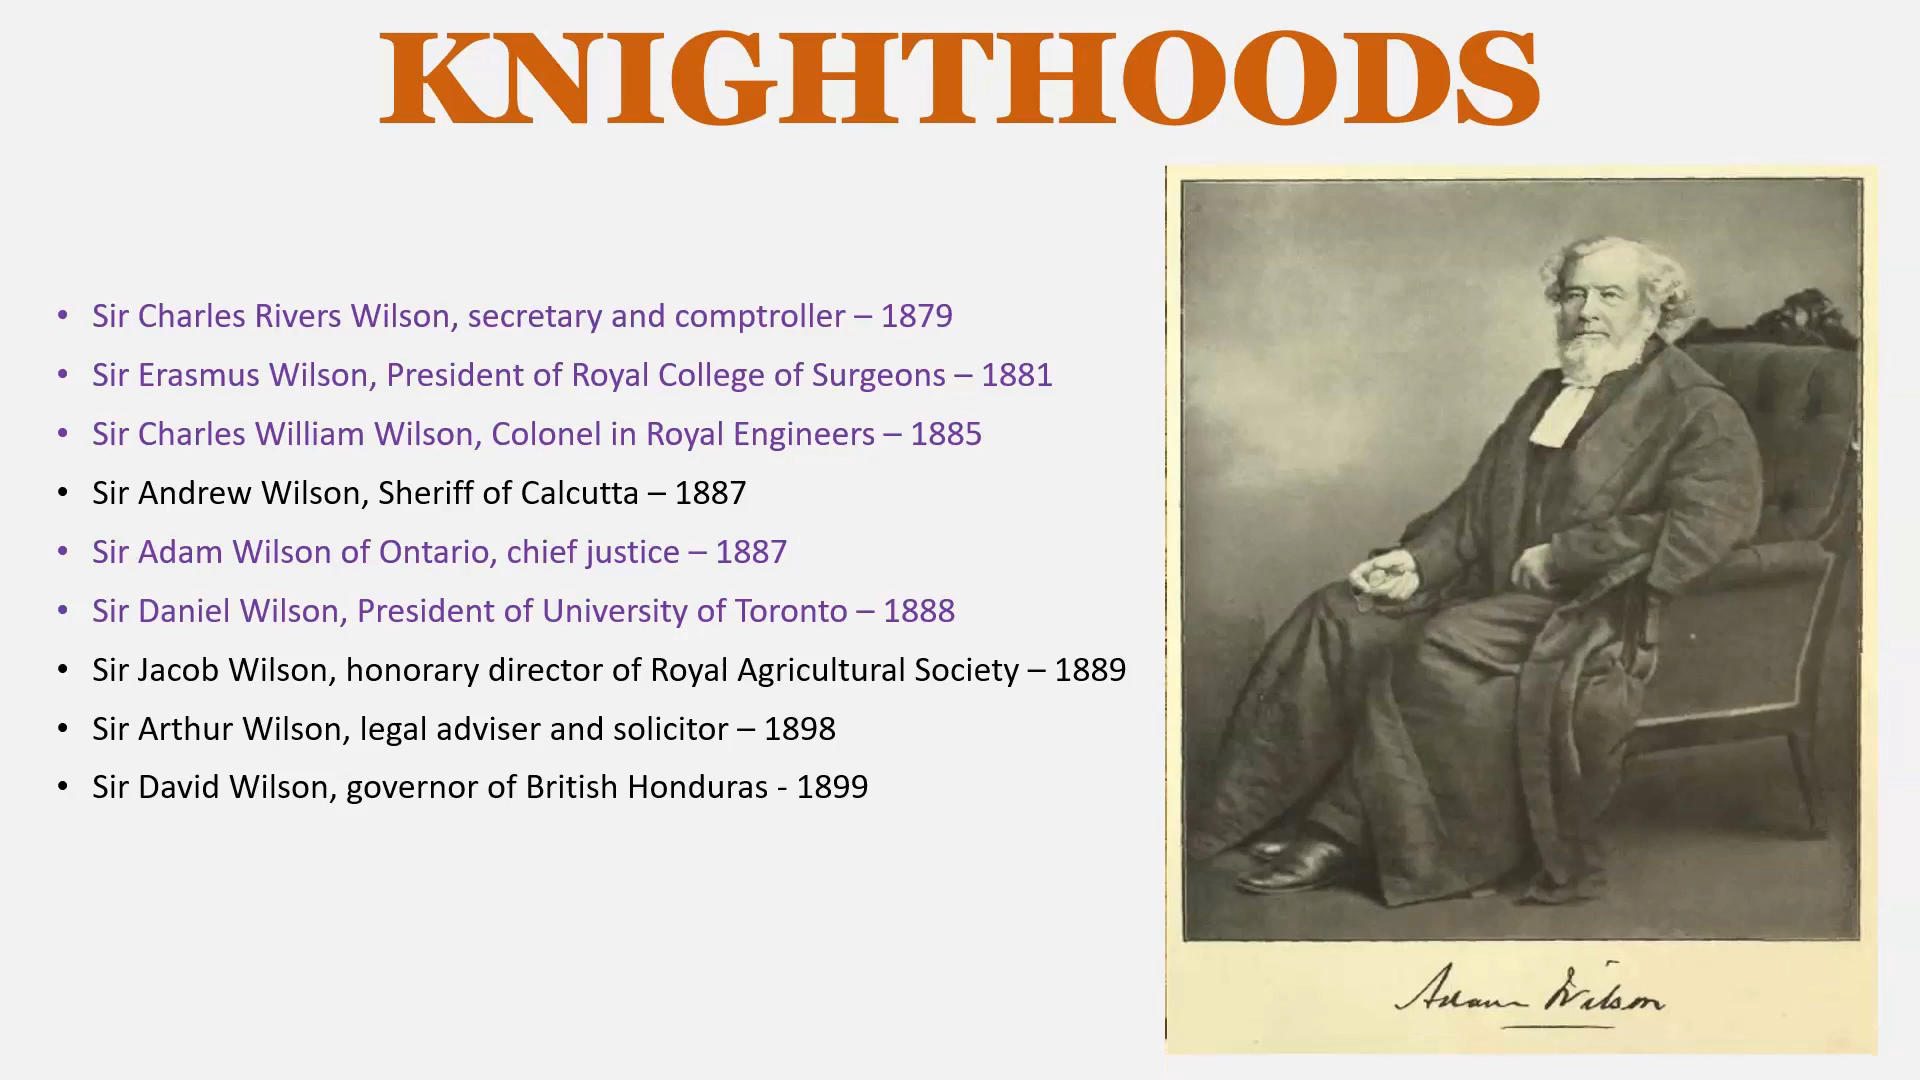 KNIGHTHOODS
• Sir Charles Rivers Wilson, secretary and comptroller – 1879
• Sir Erasmus Wilson, President of Royal College of Surgeons – 1881
• Sir Charles William Wilson, Colonel in Royal Engineers – 1885
• Sir Andrew Wilson, Sheriff of Calcutta – 1887
• Sir Adam Wilson of Ontario, chief justice – 1887
• Sir Daniel Wilson, President of University of Toronto – 1888
• Sir Jacob Wilson, honorary director of Royal Agricultural Society – 1889
• Sir Arthur Wilson, legal adviser and solicitor – 1898
• Sir David Wilson, governor of British Honduras - 1899
Adam Wilson